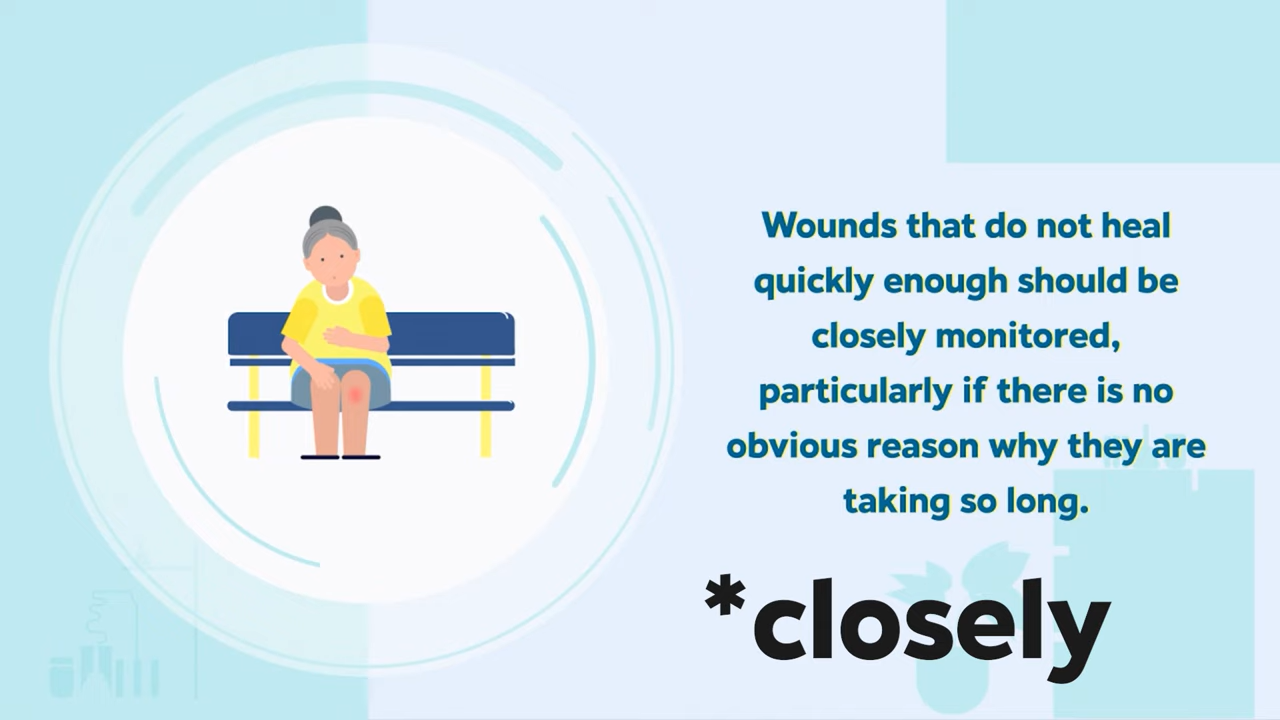 Wounds that do not heal
quickly enough should be
closely monitored,
particularly if there is no
obvious reason why they are
taking so long.
*closely